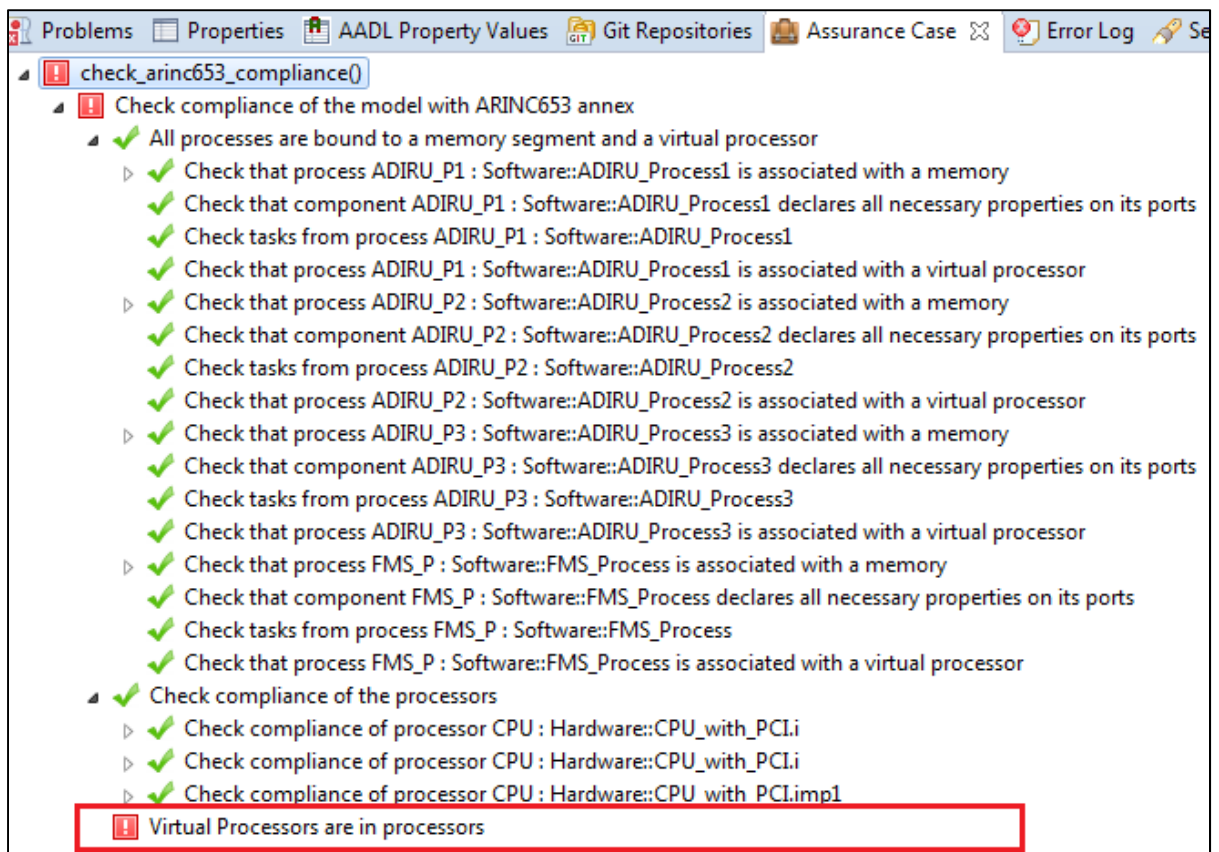 Problems Properties AADL Property Values GIT Git Repositories Assurance Case Error Log Se
check_arinc653_compliance()
Check compliance of the model with ARINC653 annex
All processes are bound to a memory segment and a virtual processor
Check that process ADIRU_P1 : Software::ADIRU_Process1 is associated with a memory
Check that component ADIRU_P1 : Software::ADIRU_Process1 declares all necessary properties on its ports
Check tasks from process ADIRU_P1 : Software::ADIRU_Process1
Check that process ADIRU_P1 : Software::ADIRU_Process1 is associated with a virtual processor
Check that process ADIRU_P2 : Software::ADIRU_Process2 is associated with a memory
Check that component ADIRU_P2 : Software::ADIRU_Process2 declares all necessary properties on its ports
Check tasks from process ADIRU_P2 : Software::ADIRU_Process2
Check that process ADIRU_P2 : Software::ADIRU_Process2 is associated with a virtual processor
Check that process ADIRU_P3 : Software::ADIRU_Process3 is associated with a memory
Check that component ADIRU_P3 : Software::ADIRU_Process3 declares all necessary properties on its ports
Check tasks from process ADIRU_P3 : Software::ADIRU_Process3
Check that process ADIRU_P3 : Software::ADIRU_Process3 is associated with a virtual processor
Check that process FMS_P : Software::FMS_Process is associated with a memory
Check that component FMS_P : Software::FMS_Process declares all necessary properties on its ports
Check tasks from process FMS_P : Software::FMS_Process
Check that process FMS_P : Software::FMS_Process is associated with a virtual processor
Check compliance of the processors
Check compliance of processor CPU : Hardware::CPU_with_PCI.i
Check compliance of processor CPU : Hardware::CPU_with_PCI.i
Check compliance of processor CPU : Hardware::CPU_with_PCI.imp1
Virtual Processors are in processors